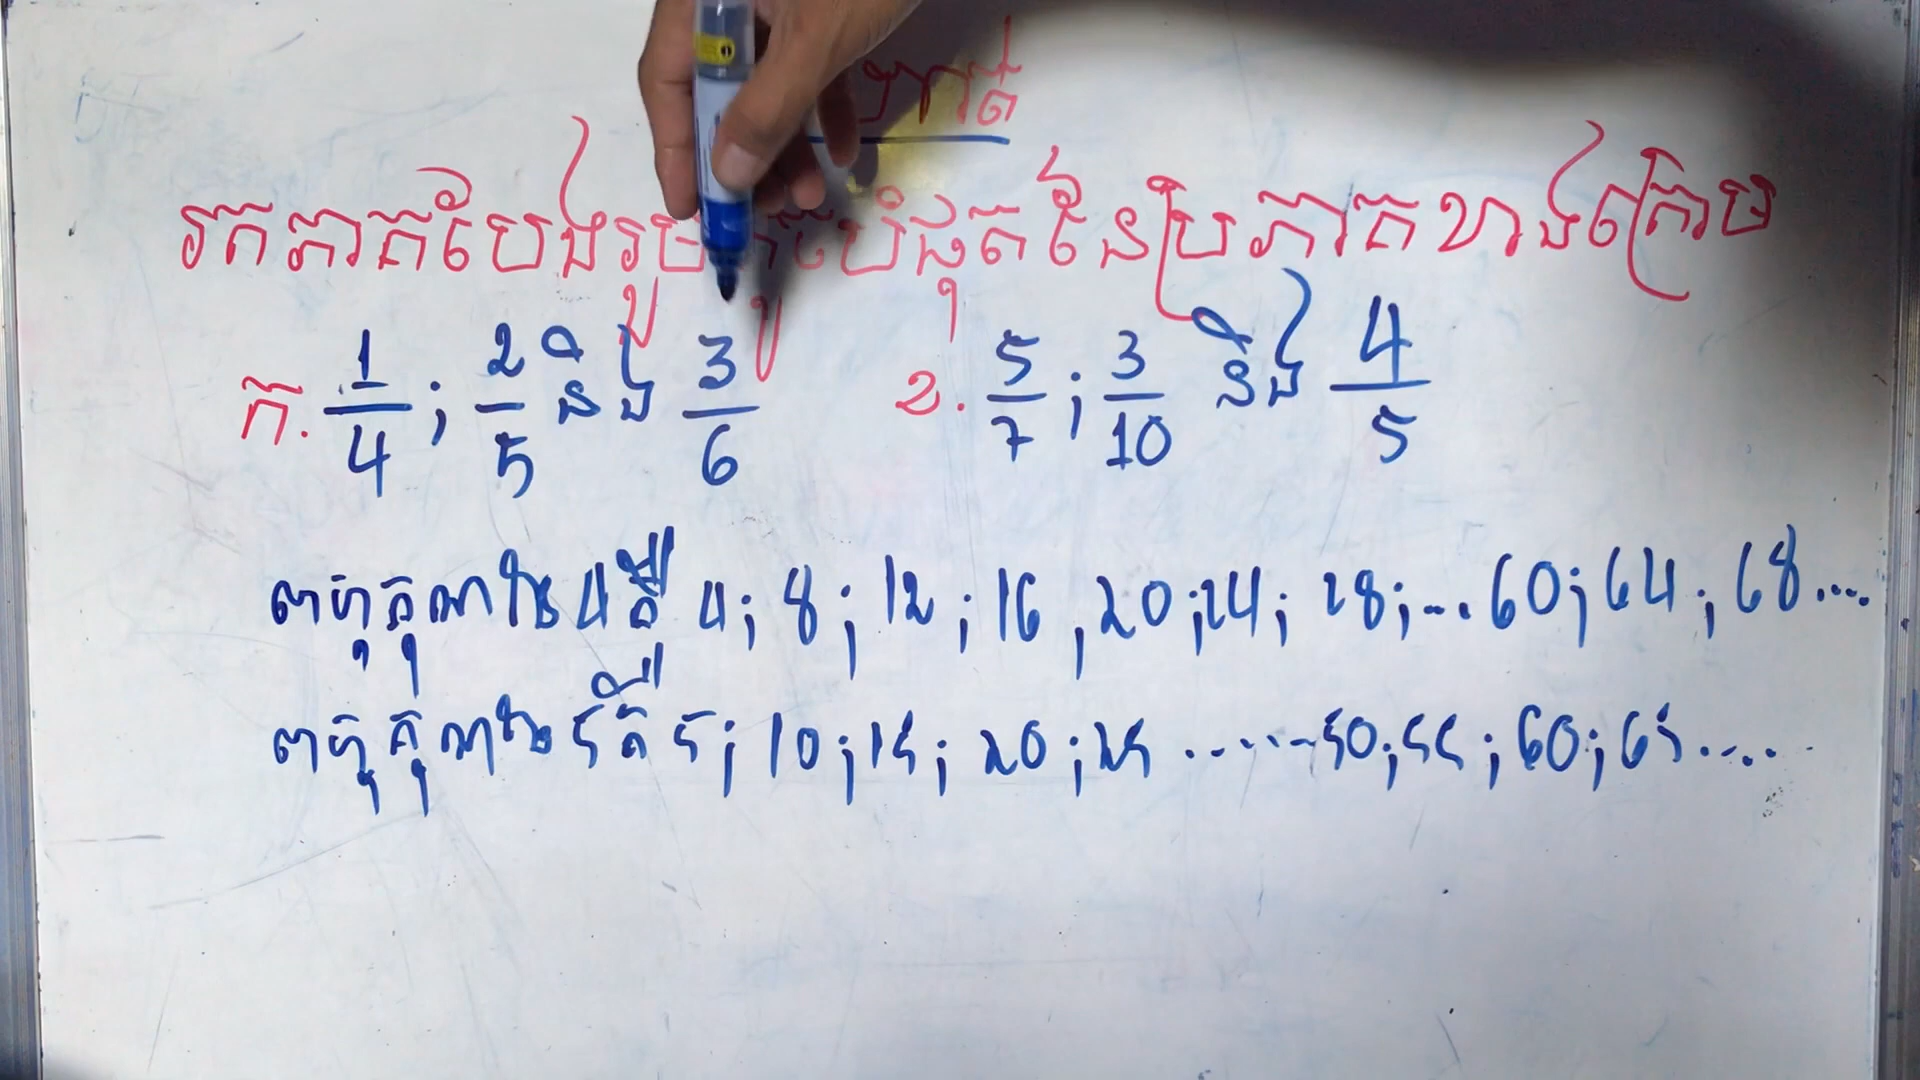 រកភាគបែងរួមតូចបំផុតនៃប្រភាគខាងក្រោម
ក. 1/4 ; 2/5 និង 3/6 2. 5/7 ; 3/10 និង 4/5
ពហុគុណនៃ 4 គឺ 4; 8; 12; 16, 20; 24; 28; ... 60; 64; 68....
ពហុគុណនៃ 5 គឺ 5; 10; 15; 20; 25 ...... 50; 55; 60; 65.....